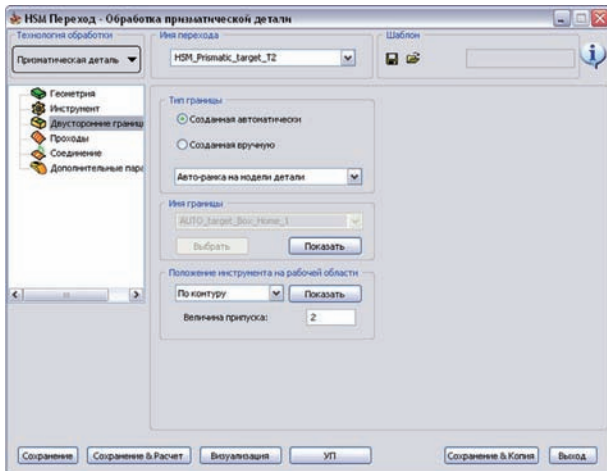 HSM Переход - Обработка призматической детали
Технология обработки
Призматическая деталь
Имя перехода
HSM_Prismatic_target_T2
Шаблон
Геометрия
Инструмент
Двусторонние границ
Проходы
Соединение
Дополнительные пара
Тип границы
Созданная автоматически
Созданная вручную
Авто-рамка на модели детали
Имя границы
AUTO_target_Box_Home_1
Выбрать
Показать
Положение инструмента на рабочей области
По контуру
Показать
Величина припуска: 2
Сохранение
Сохранение & Расчет
Визуализация
УП
Сохранение & Копия
Выход